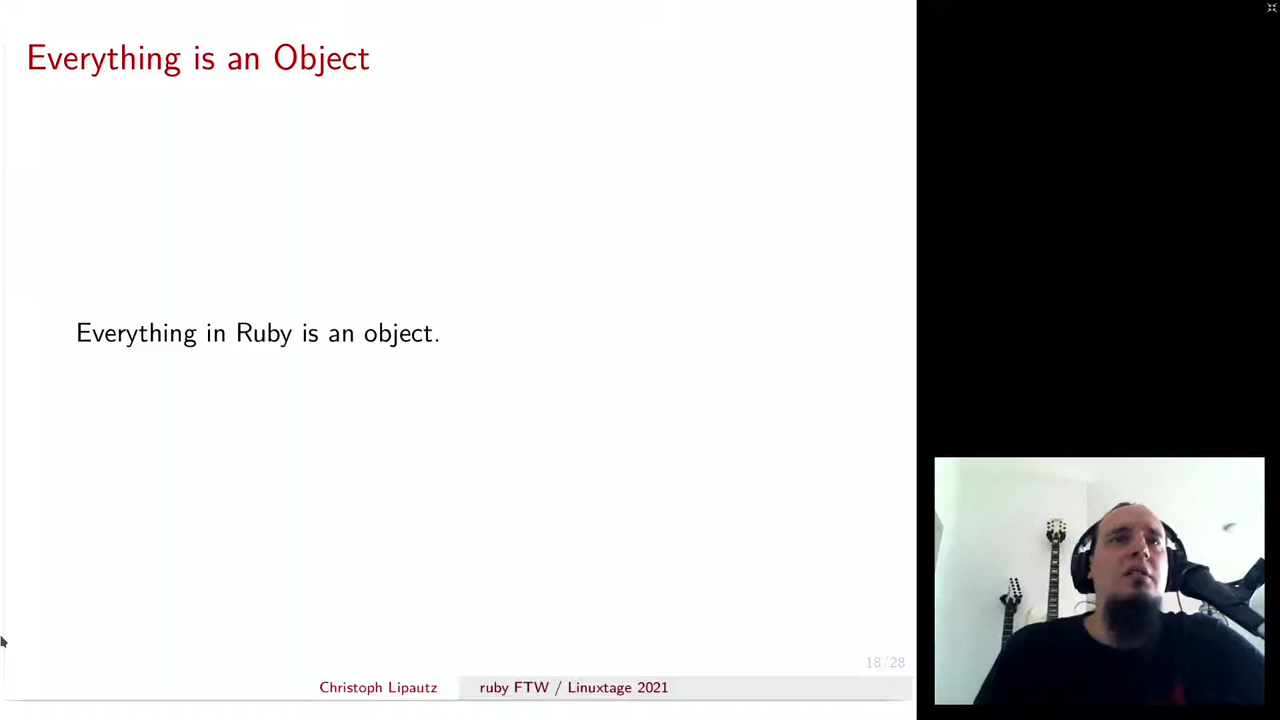 Everything is an Object
Everything in Ruby is an object.
18/28
Christoph Lipautz
ruby FTW / Linuxtage 2021